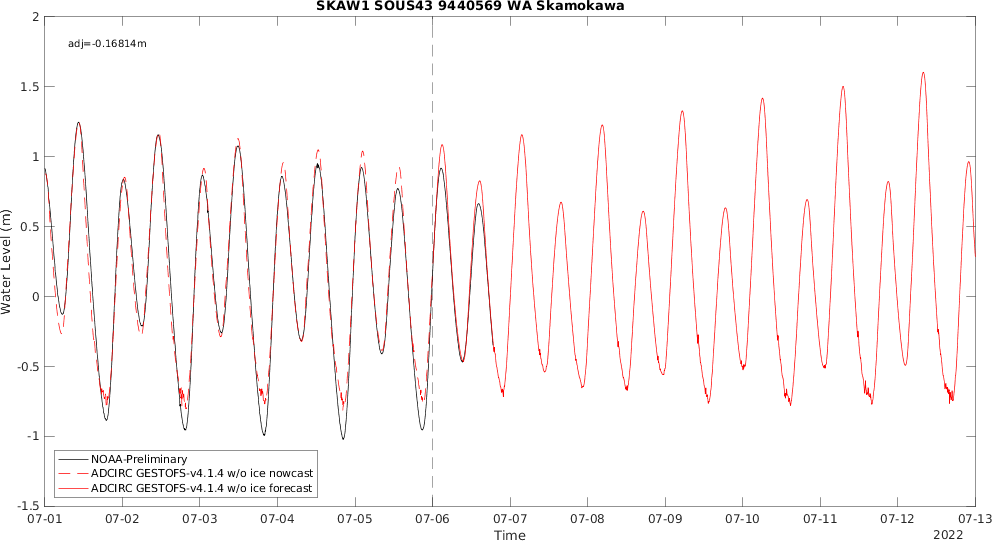 SKAW1 SOUS43 9440569 WA Skamokawa
adj=-0.16814m
Water Level (m)
2
1.5
1
0.5
0
-0.5
-1
-1.5
NOAA-Preliminary
ADCIRC GESTOFS-v4.1.4 w/o ice nowcast
ADCIRC GESTOFS-v4.1.4 w/o ice forecast
07-01 07-02 07-03 07-04 07-05 07-06 07-07 07-08 07-09 07-10 07-11 07-12 07-13
Time
2022